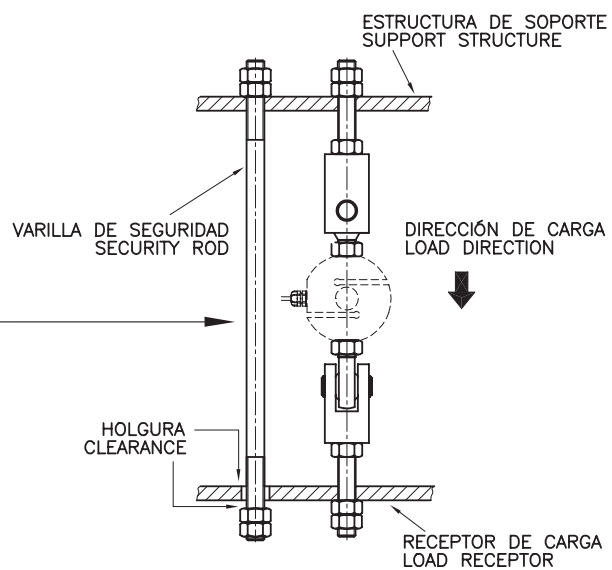 ESTRUCTURA DE SOPORTE
SUPPORT STRUCTURE
VARILLA DE SEGURIDAD
SECURITY ROD
DIRECCIÓN DE CARGA
LOAD DIRECTION
HOLGURA
CLEARANCE
RECEPTOR DE CARGA
LOAD RECEPTOR